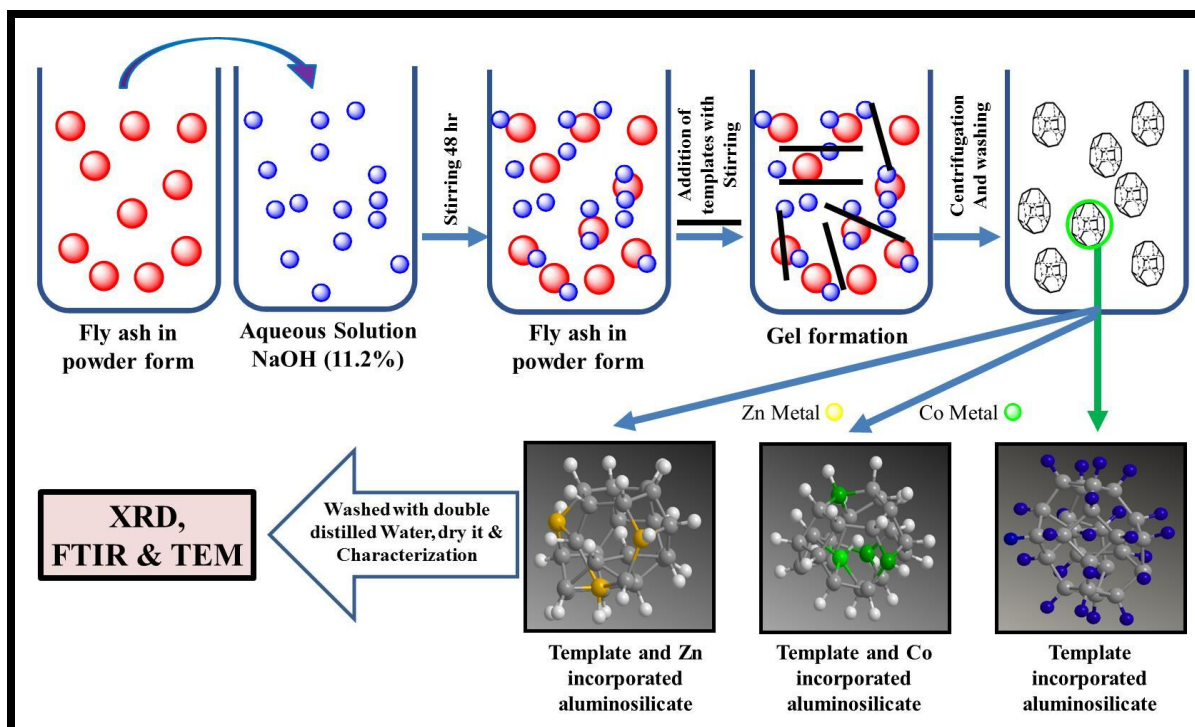 Stirring 48 hr
Addition of
templates with
Stirring
Centrifugation
And washing
Fly ash in
powder form
Aqueous Solution
NaOH (11.2%)
Fly ash in
powder form
Gel formation
Zn Metal
Co Metal
XRD,
FTIR & TEM
Washed with double
distilled Water, dry it &
Characterization
Template and Zn
incorporated
aluminosilicate
Template and Co
incorporated
aluminosilicate
Template
incorporated
aluminosilicate